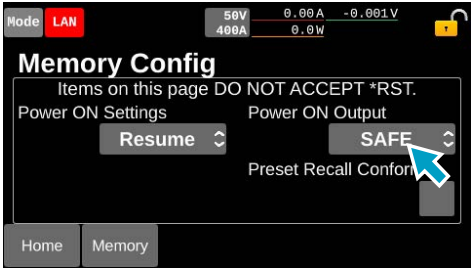 Mode LAN 50V 0.00A -0.001V
400A 0.0W
Memory Config
Items on this page DO NOT ACCEPT *RST.
Power ON Settings Power ON Output
Resume SAFE
Preset Recall Confor
Home Memory